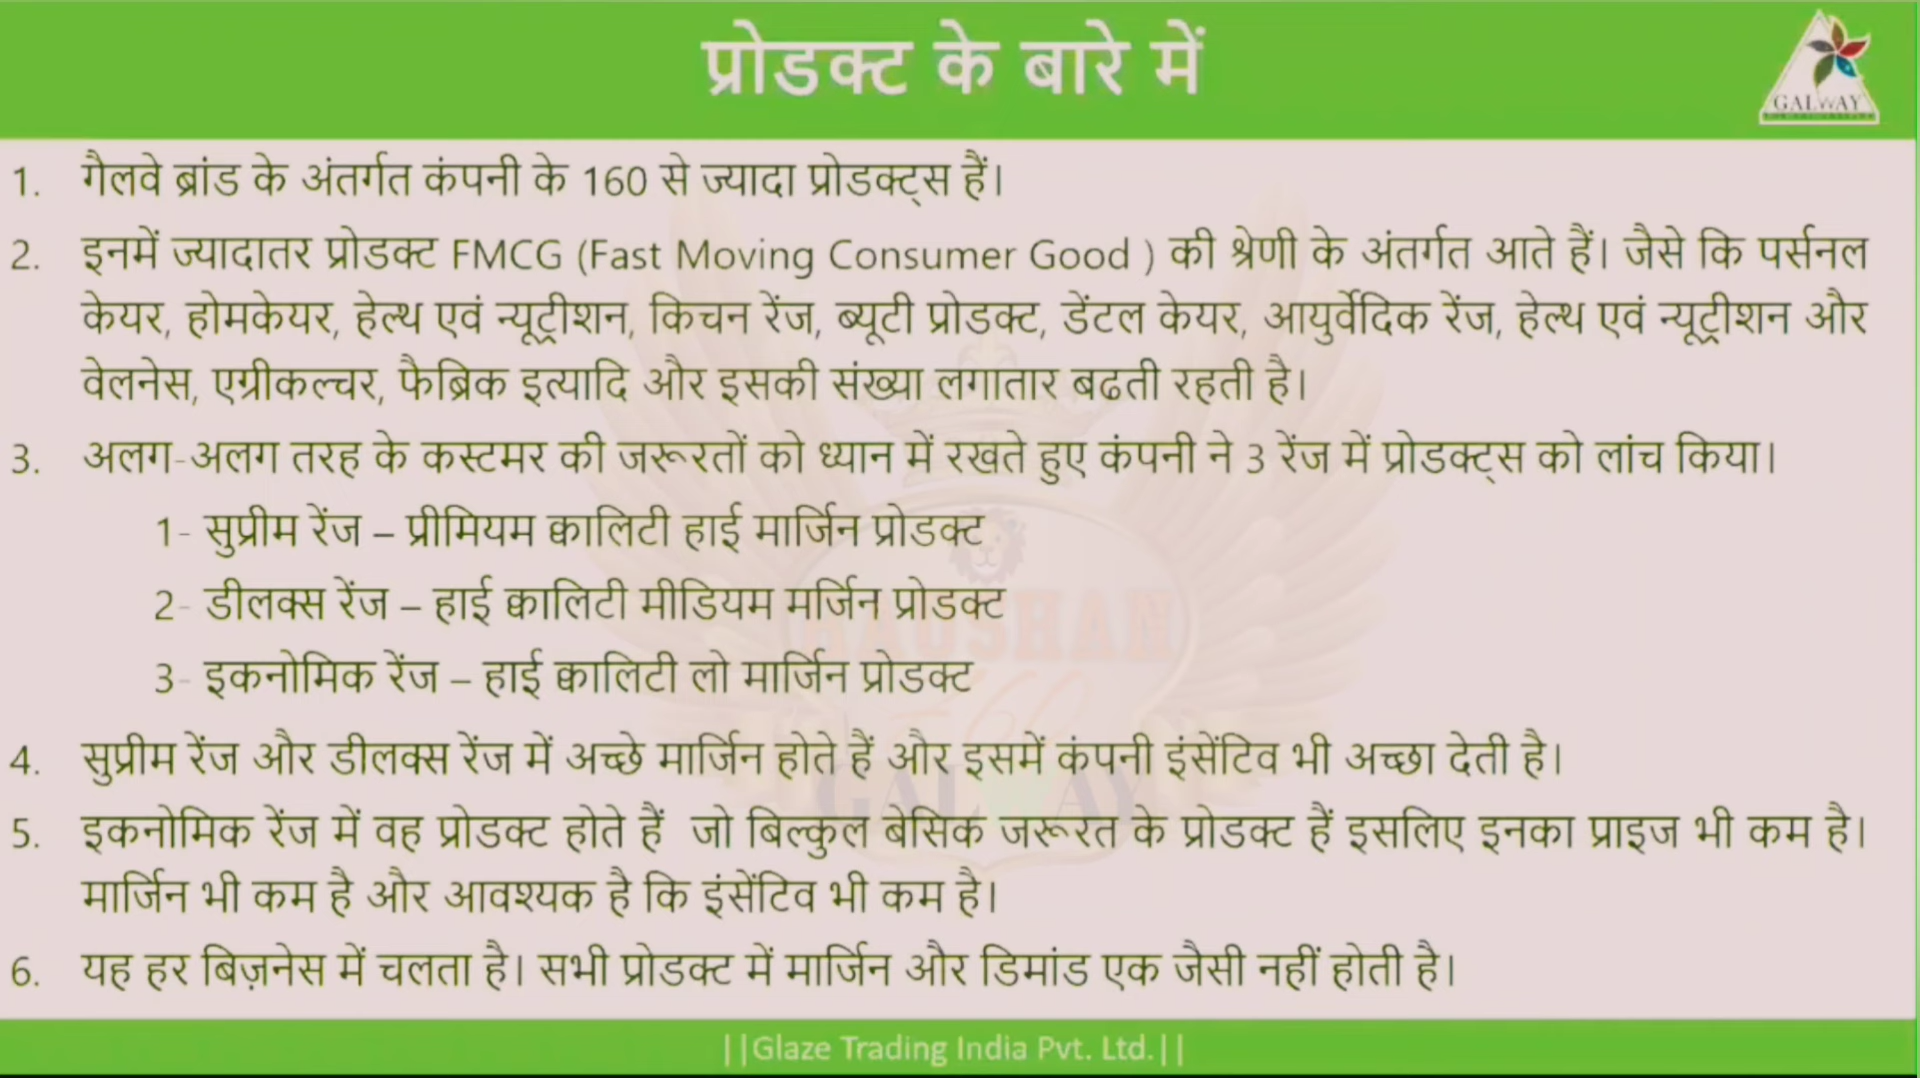 प्रोडक्ट के बारे में
GALWAY
1. गैलवे ब्रांड के अंतर्गत कंपनी के 160 से ज्यादा प्रोडक्ट्स हैं।
2. इनमें ज्यादातर प्रोडक्ट FMCG (Fast Moving Consumer Good ) की श्रेणी के अंतर्गत आते हैं। जैसे कि पर्सनल
केयर, होमकेयर, हेल्थ एवं न्यूट्रीशन, किचन रेंज, ब्यूटी प्रोडक्ट, डेंटल केयर, आयुर्वेदिक रेंज, हेल्थ एवं न्यूट्रीशन और
वेलनेस, एग्रीकल्चर, फैब्रिक इत्यादि और इसकी संख्या लगातार बढती रहती है।
3. अलग-अलग तरह के कस्टमर की जरूरतों को ध्यान में रखते हुए कंपनी ने 3 रेंज में प्रोडक्ट्स को लांच किया।
1- सुप्रीम रेंज – प्रीमियम क्वालिटी हाई मार्जिन प्रोडक्ट
2- डीलक्स रेंज – हाई क्वालिटी मीडियम मर्जिन प्रोडक्ट
3- इकनोमिक रेंज – हाई क्वालिटी लो मार्जिन प्रोडक्ट
4. सुप्रीम रेंज और डीलक्स रेंज में अच्छे मार्जिन होते हैं और इसमें कंपनी इंसेंटिव भी अच्छा देती है।
5. इकनोमिक रेंज में वह प्रोडक्ट होते हैं जो बिल्कुल बेसिक जरूरत के प्रोडक्ट हैं इसलिए इनका प्राइज भी कम है।
मार्जिन भी कम है और आवश्यक है कि इंसेंटिव भी कम है।
6. यह हर बिज़नेस में चलता है। सभी प्रोडक्ट में मार्जिन और डिमांड एक जैसी नहीं होती है।
||Glaze Trading India Pvt. Ltd.||